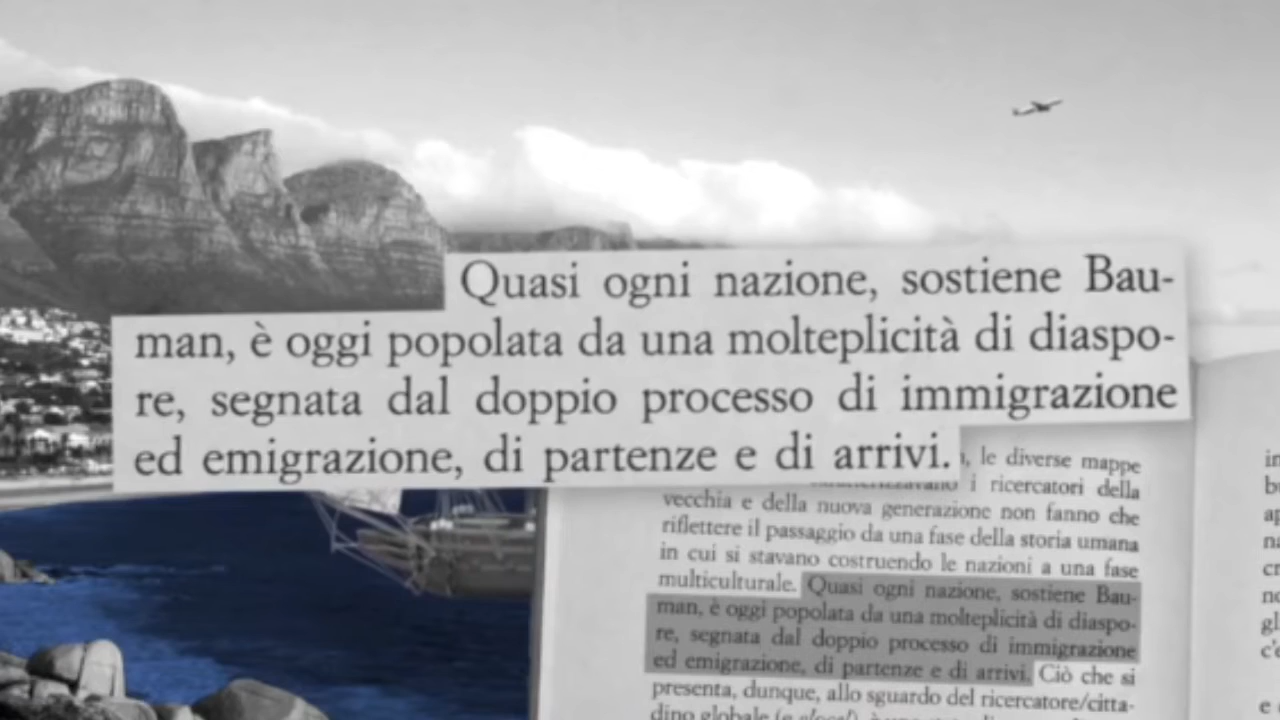 Quasi ogni nazione, sostiene Bau-
man, è oggi popolata da una molteplicità di diaspo-
re, segnata dal doppio processo di immigrazione
ed emigrazione, di partenze e di arrivi.
le diverse mappe
i ricercatori della
vecchia e della nuova generazione non fanno che
riflettere il passaggio da una fase della storia umana
in cui si stavano costruendo le nazioni a una fase
multiculturale. Quasi ogni nazione, sostiene Bau-
man, è oggi popolata da una molteplicità di diaspo-
re, segnata dal doppio processo di immigrazione
ed emigrazione, di partenze e di arrivi. Ciò che si
presenta, dunque, allo sguardo del ricercatore/citta-
dino globale (e glocal), è